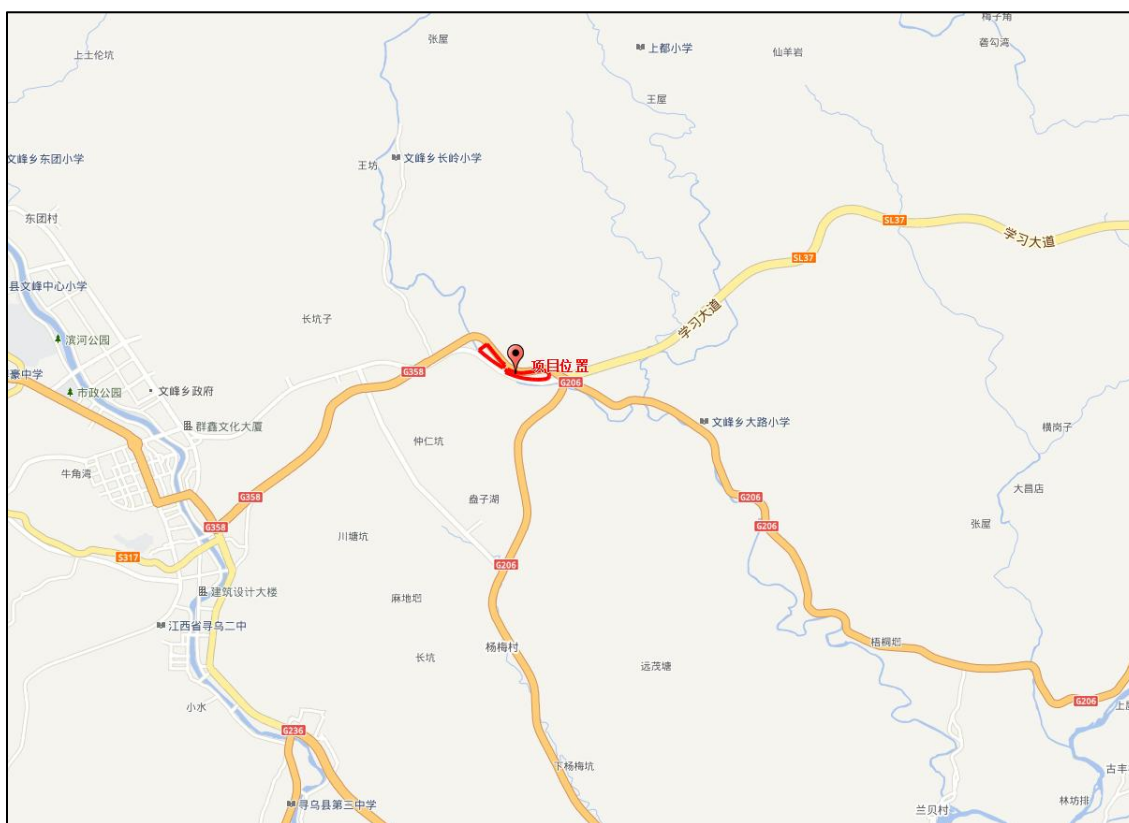 梅子角
张屋
上都小学
仙羊岩
砻勾湾
上土伦坑
王屋
文峰乡东团小学
王坊
文峰乡长岭小学
东团村
SL37
学习大道
SL37
县文峰中心小学
长坑子
学习大道
滨河公园
项目位置
豪中学
G358
G206
市政公园
文峰乡政府
文峰乡大路小学
群鑫文化大厦
横岗子
仲仁坑
牛角湾
大昌店
盘子湖
G358
G206
张屋
G358
G206
川塘坑
S317
G206
建筑设计大楼
麻地塅
江西省寻乌二中
杨梅村
梧桐塅
长坑
远茂塘
小水
G206
G236
下杨梅坑
古丰
寻乌县第三中学
林坊排
兰贝村